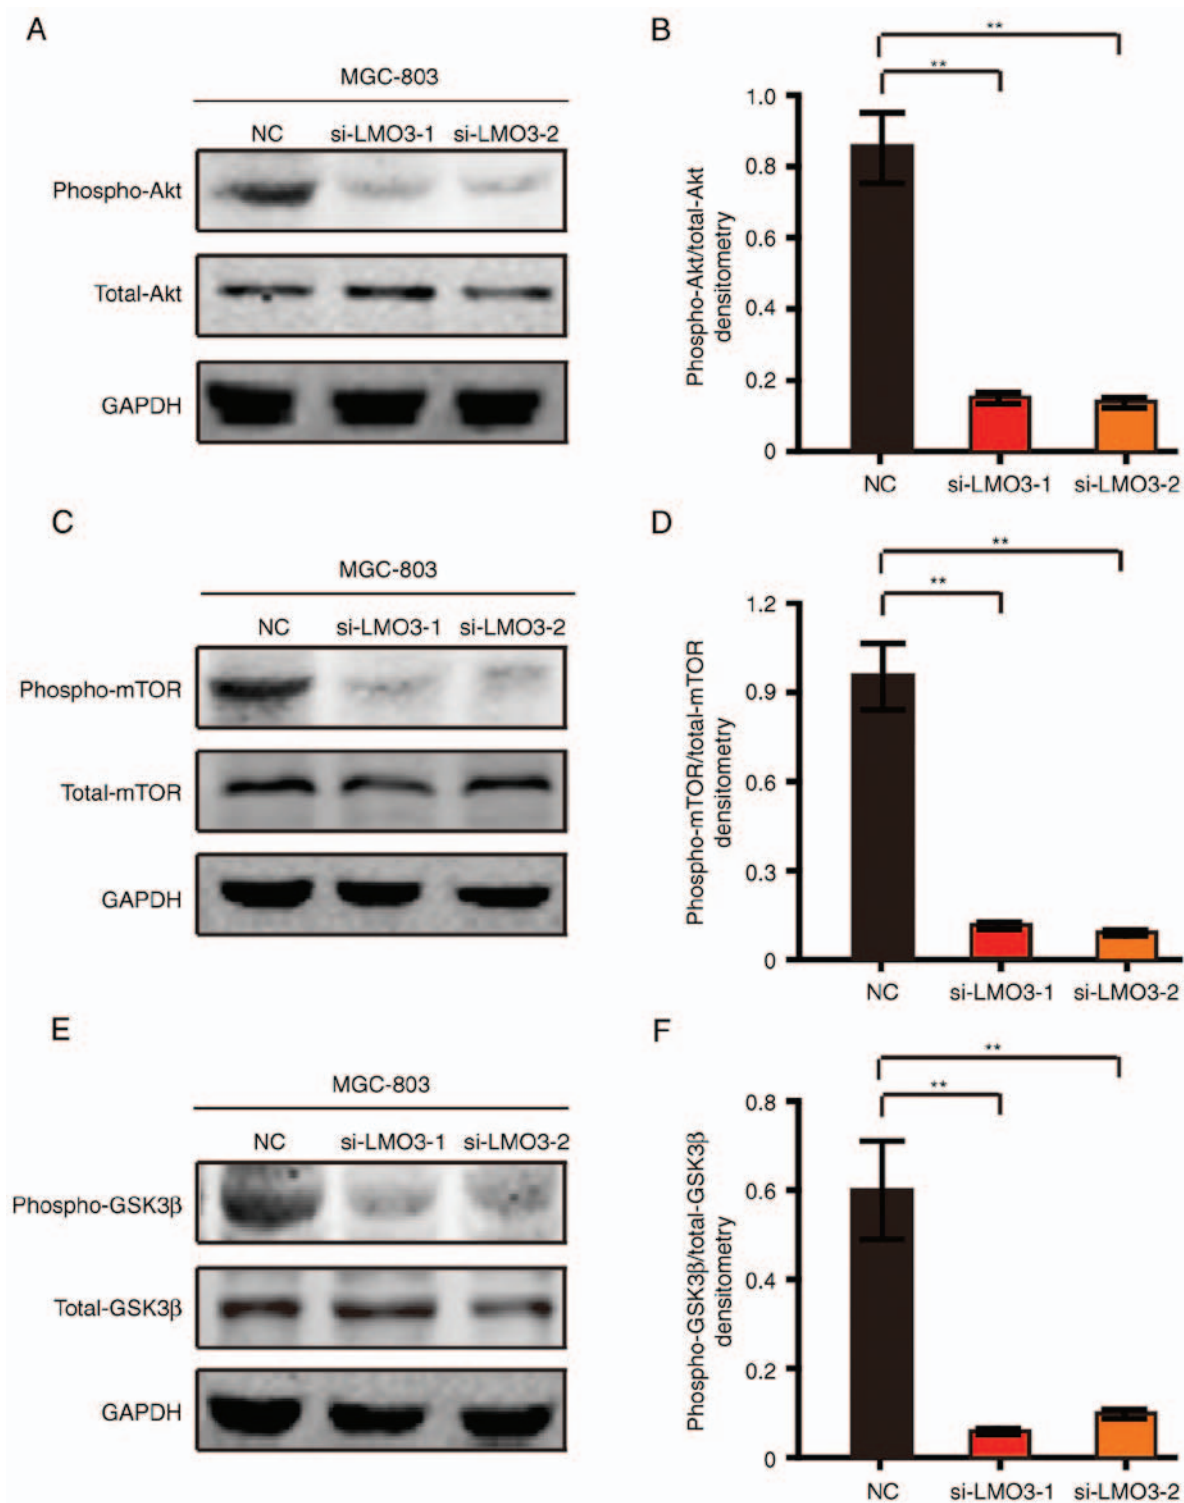 A
MGC-803
NC si-LMO3-1 si-LMO3-2
Phospho-Akt
Total-Akt
GAPDH
B
**
**
Phospho-Akt/total-Akt
densitometry
1.0
0.8
0.6
0.4
0.2
0
NC si-LMO3-1 si-LMO3-2
C
MGC-803
NC si-LMO3-1 si-LMO3-2
Phospho-mTOR
Total-mTOR
GAPDH
D
**
**
Phospho-mTOR/total-mTOR
densitometry
1.2
0.9
0.6
0.3
0
NC si-LMO3-1 si-LMO3-2
E
MGC-803
NC si-LMO3-1 si-LMO3-2
Phospho-GSK3β
Total-GSK3β
GAPDH
F
**
**
Phospho-GSK3β/total-GSK3β
densitometry
0.8
0.6
0.4
0.2
0
NC si-LMO3-1 si-LMO3-2